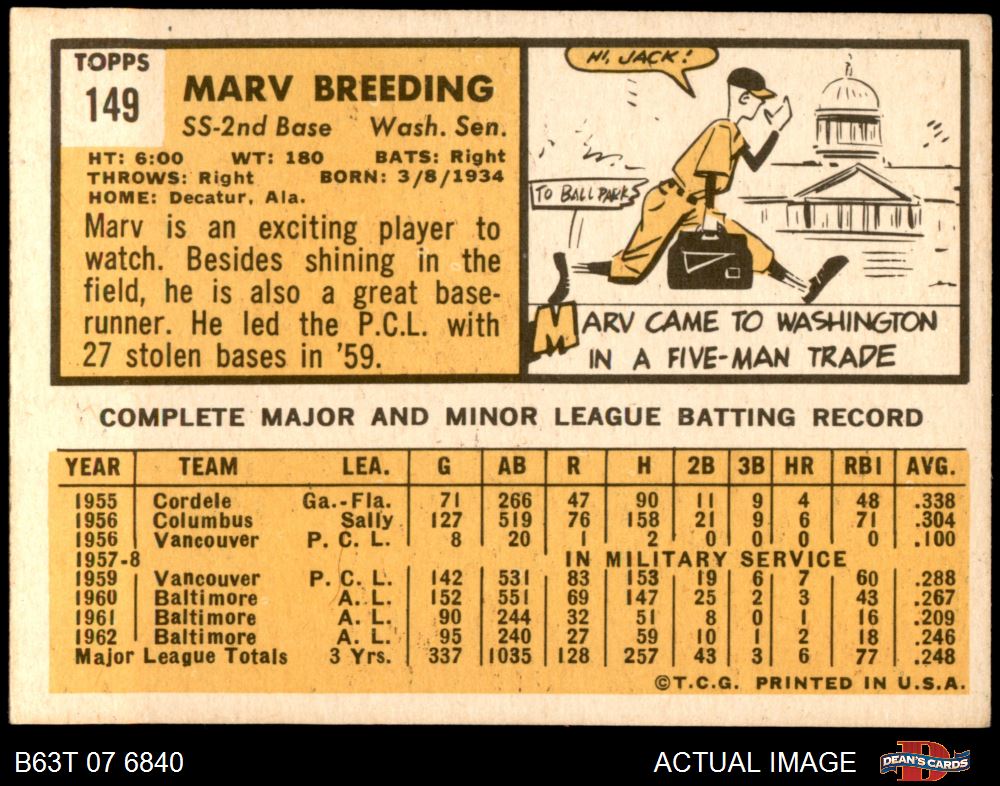 TOPPS
149
MARV BREEDING
SS-2nd Base Wash. Sen.
HT: 6:00 WT: 180 BATS: Right
THROWS: Right BORN: 3/8/1934
HOME: Decatur, Ala.
Marv is an exciting player to
watch. Besides shining in the
field, he is also a great base-
runner. He led the P.C.L. with
27 stolen bases in '59.
HI, JACK!
TO BALL PARK
MARV CAME TO WASHINGTON
IN A FIVE-MAN TRADE
COMPLETE MAJOR AND MINOR LEAGUE BATTING RECORD
YEAR TEAM LEA. G AB R H 2B 3B HR RBI AVG.
1955 Cordele Ga.-Fla. 71 266 47 90 11 9 4 48 .338
1956 Columbus Sally 127 519 76 158 21 9 6 71 .304
1956 Vancouver P. C. L. 8 20 1 2 0 0 0 0 .100
1957-8 IN MILITARY SERVICE
1959 Vancouver P. C. L. 142 531 83 153 19 6 7 60 .288
1960 Baltimore A. L. 152 551 69 147 25 2 3 43 .267
1961 Baltimore A. L. 90 244 32 51 8 0 1 16 .209
1962 Baltimore A. L. 95 240 27 59 10 1 2 18 .246
Major League Totals 3 Yrs. 337 1035 128 257 43 3 6 77 .248
©T.C.G. PRINTED IN U.S.A.
B63T 07 6840
ACTUAL IMAGE
D
DEAN'S CARDS